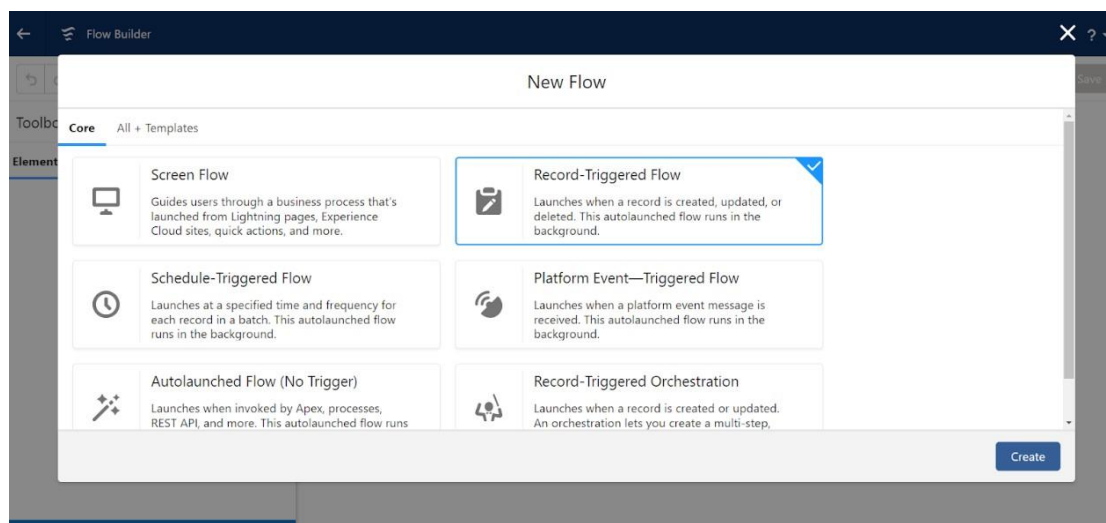 Flow Builder
?
Save
New Flow
Toolbo
Core
All + Templates
Element
Screen Flow
Guides users through a business process that's
launched from Lightning pages, Experience
Cloud sites, quick actions, and more.
Record-Triggered Flow
Launches when a record is created, updated, or
deleted. This autolaunched flow runs in the
background.
Schedule-Triggered Flow
Launches at a specified time and frequency for
each record in a batch. This autolaunched flow
runs in the background.
Platform Event—Triggered Flow
Launches when a platform event message is
received. This autolaunched flow runs in the
background.
Autolaunched Flow (No Trigger)
Launches when invoked by Apex, processes,
REST API, and more. This autolaunched flow runs
Record-Triggered Orchestration
Launches when a record is created or updated.
An orchestration lets you create a multi-step,
Create